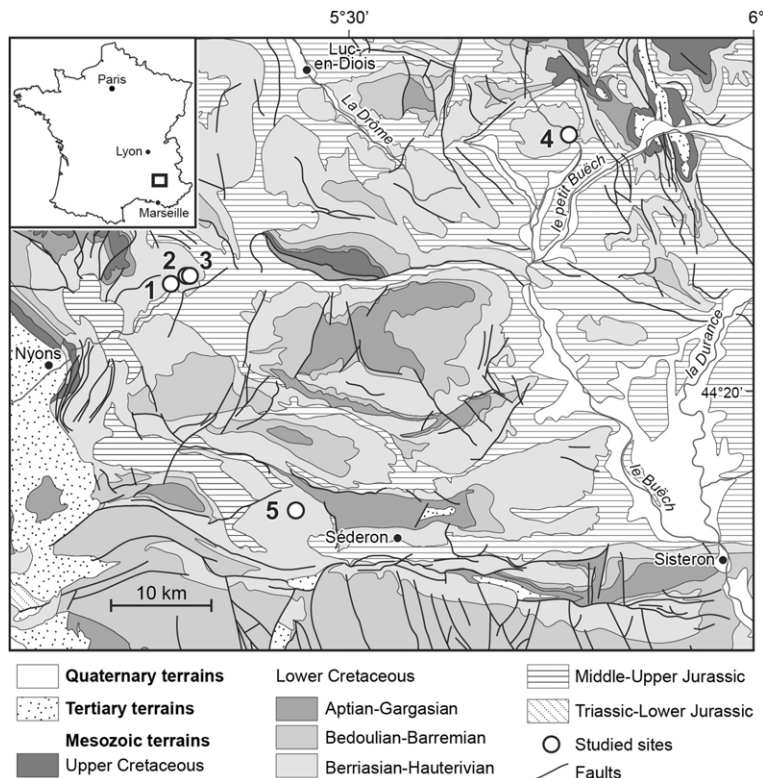 5°30'
6°
Paris
Lyon
Marseille
Luc-
en-Diois
La Drôme
4
le petit Buëch
2
3
1
Nyons
la Durance
44°20'
le Buëch
5
Séderon
Sisteron
10 km
Quaternary terrains
Tertiary terrains
Mesozoic terrains
Upper Cretaceous
Lower Cretaceous
Aptian-Gargasian
Bedoulian-Barremian
Berriasian-Hauterivian
Middle-Upper Jurassic
Triassic-Lower Jurassic
Studied sites
Faults